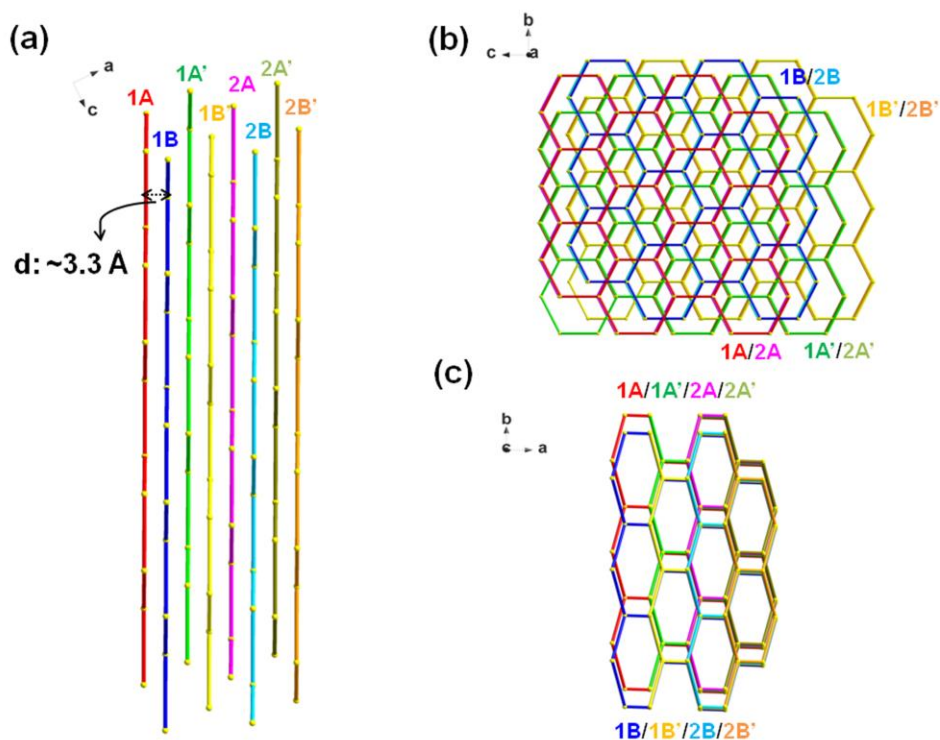 (a)
a
c
1A
1B
1A'
1B'
2A
2B
2A'
2B'
d: ~3.3 Å
(b)
b
c
a
1B/2B
1B'/2B'
1A/2A
1A'/2A'
(c)
1A/1A'/2A/2A'
b
c
a
1B/1B'/2B/2B'